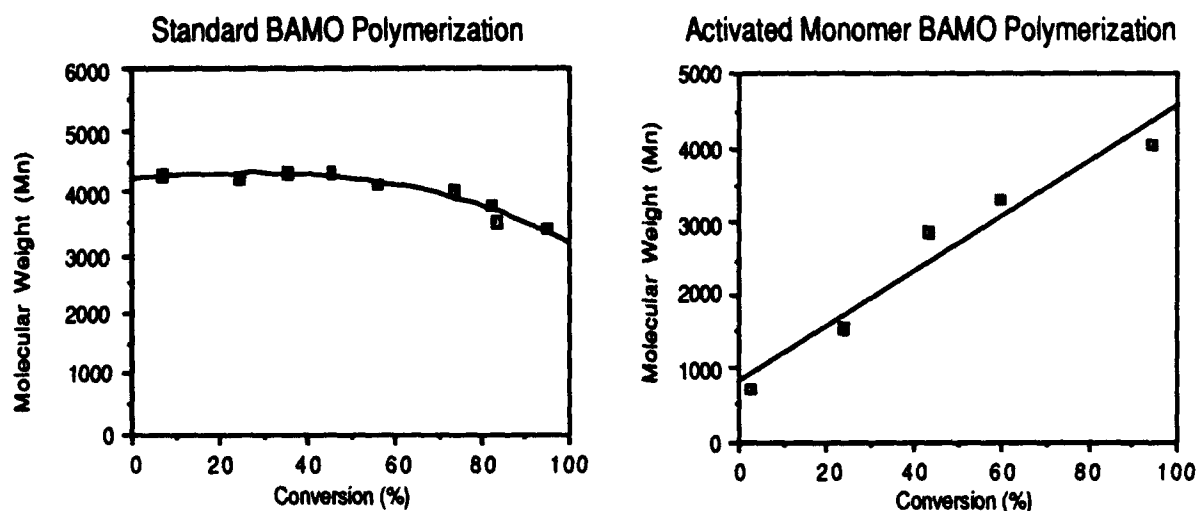 Standard BAMO Polymerization
6000
5000
4000
3000
2000
1000
0
Molecular Weight (Mn)
0 20 40 60 80 100
Conversion (%)
Activated Monomer BAMO Polymerization
5000
4000
3000
2000
1000
0
Molecular Weight (Mn)
0 20 40 60 80 100
Conversion (%)